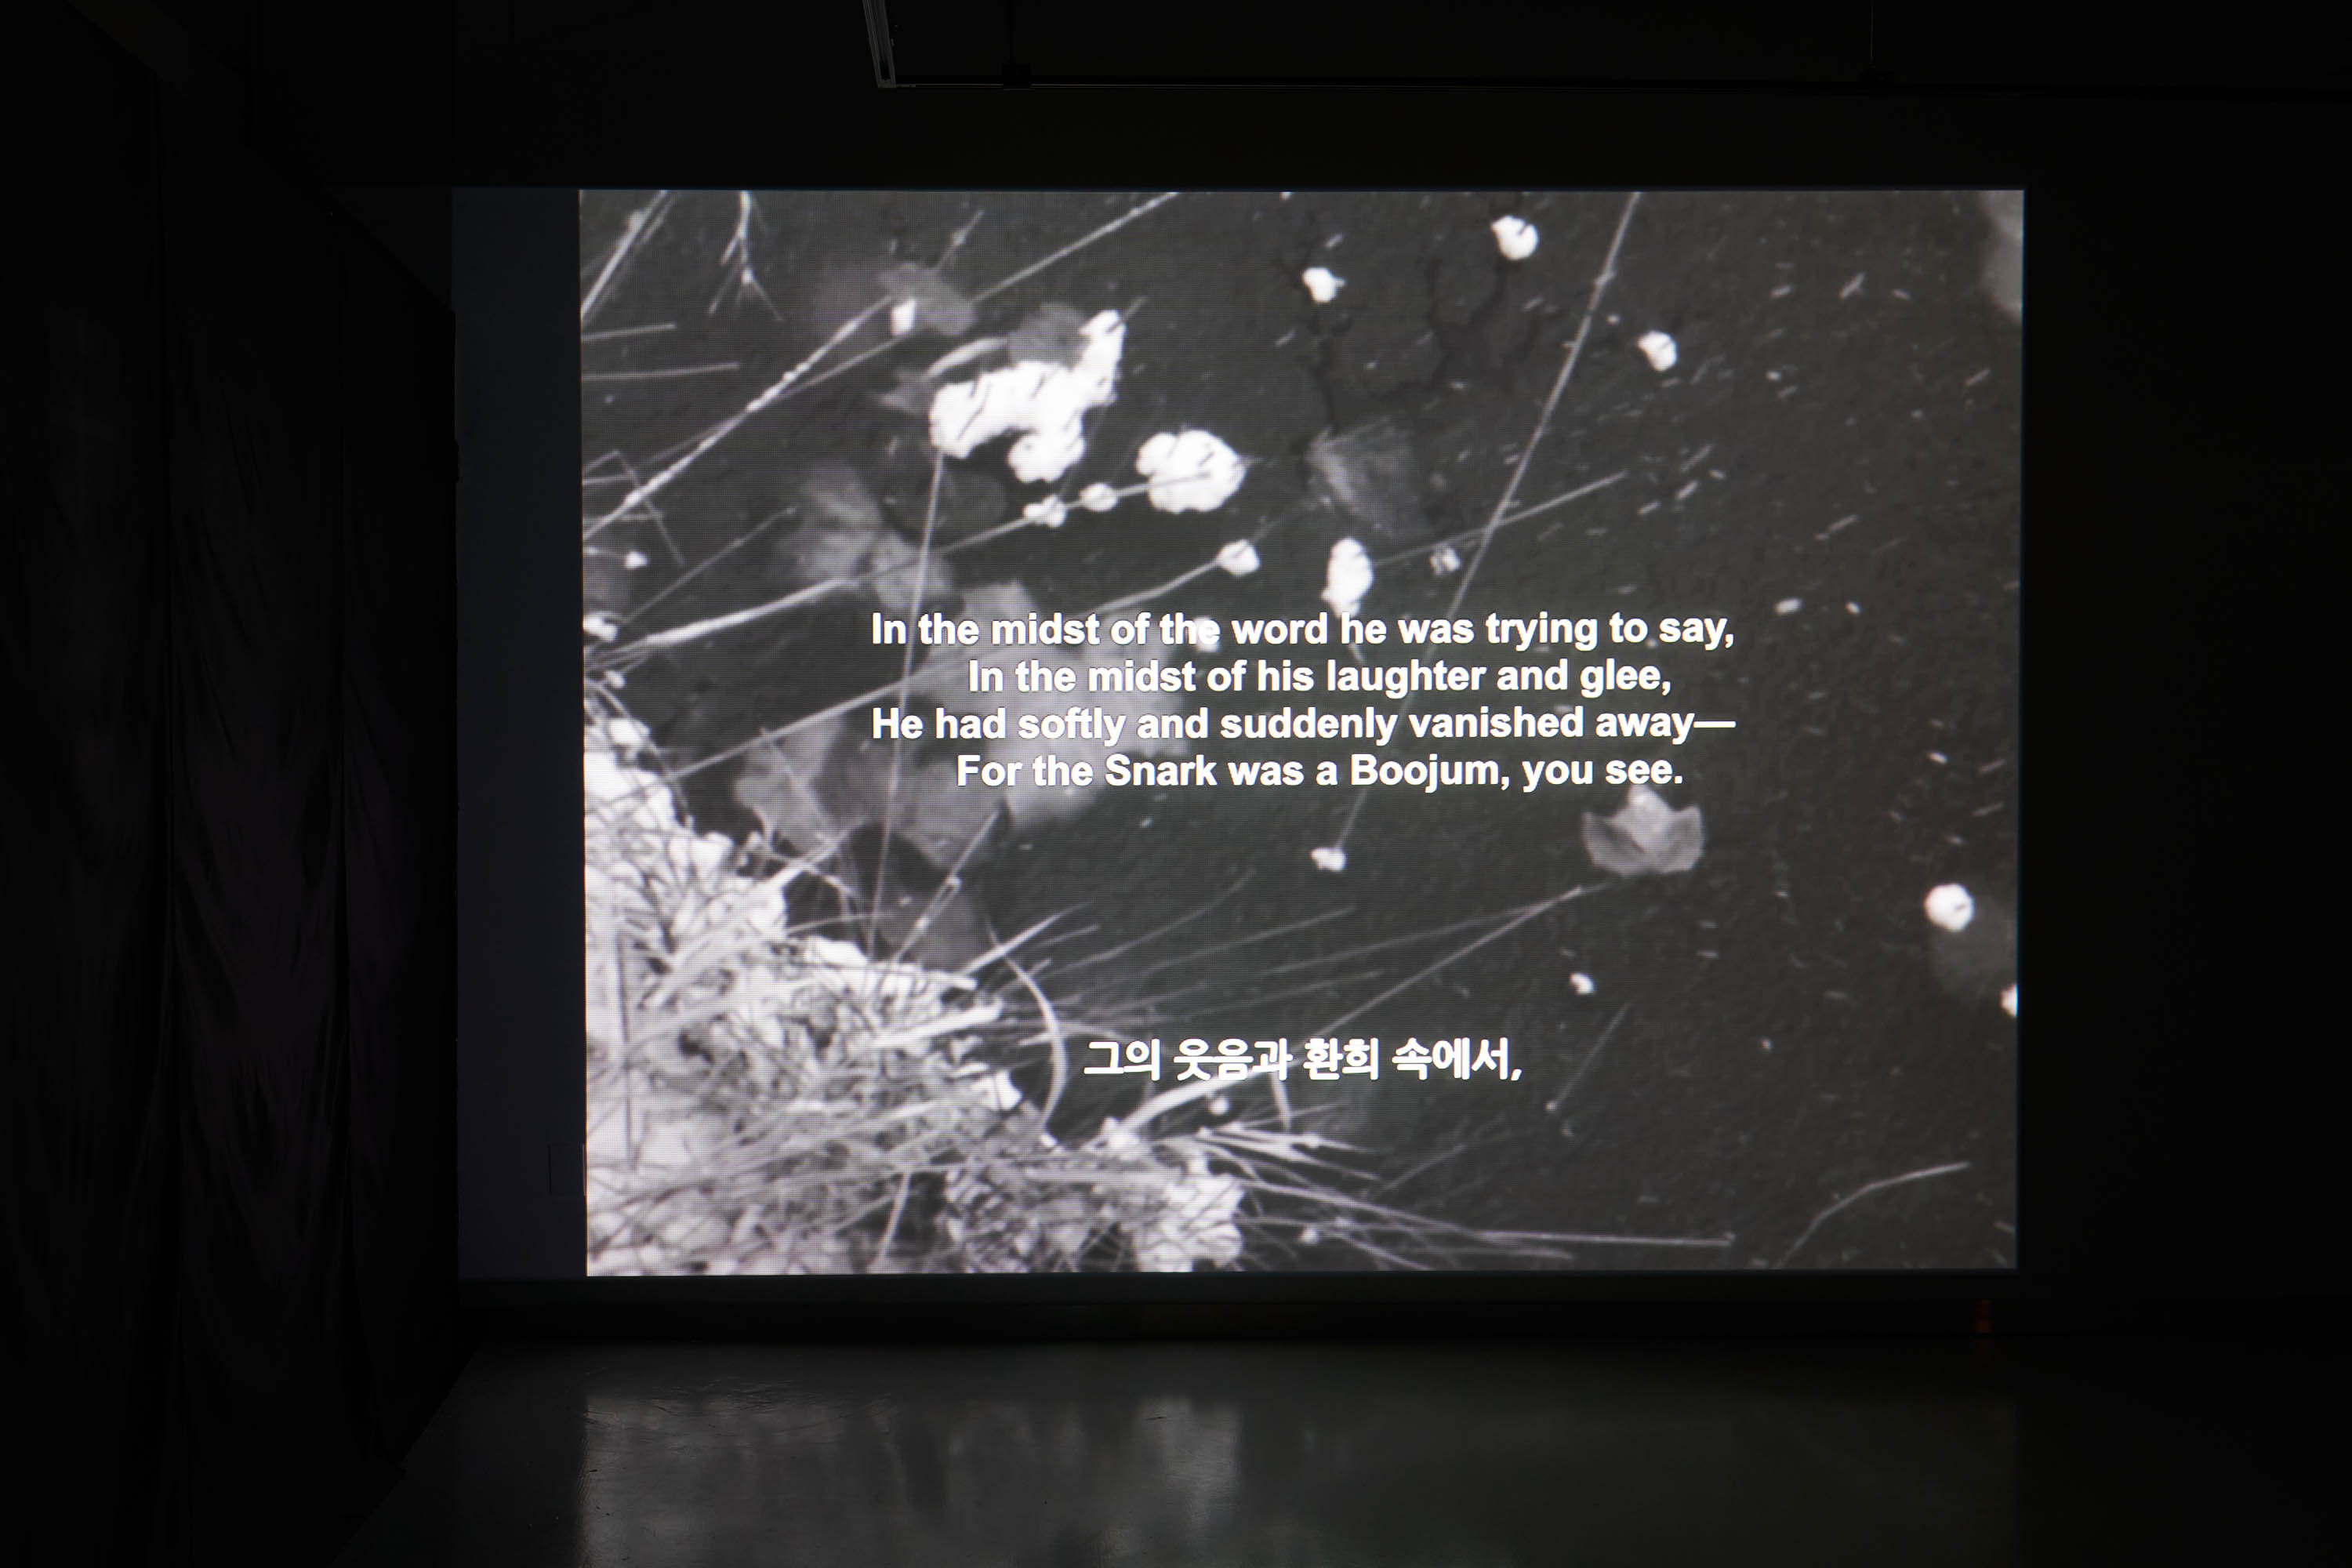 In the midst of the word he was trying to say,
In the midst of his laughter and glee,
He had softly and suddenly vanished away—
For the Snark was a Boojum, you see.
그의 웃음과 환희 속에서,